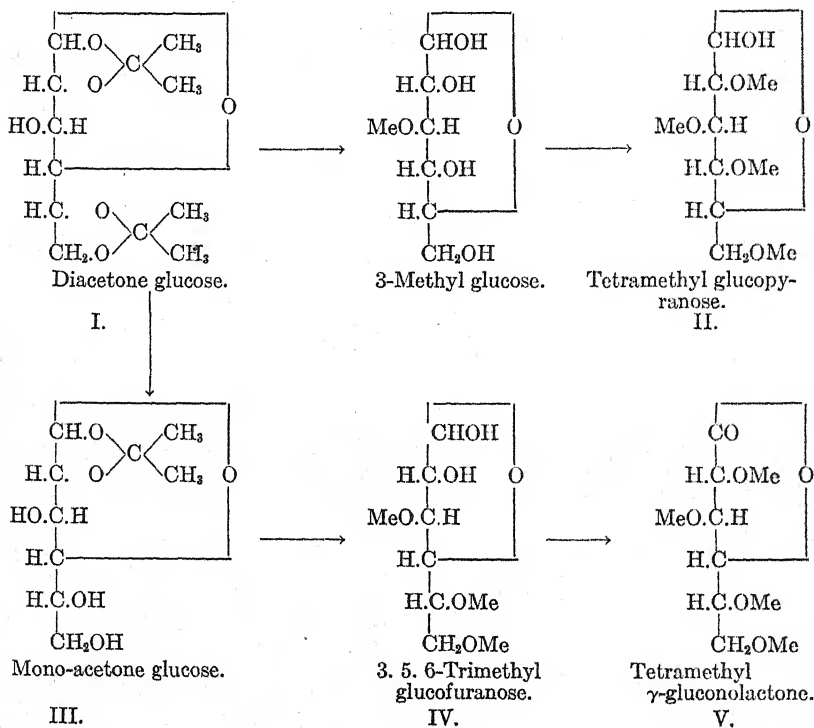 CH.O CH₃ CHOH CHOH
C
H.C. O CH₃ H.C.OH H.C.OMe
O
HO.C.H MeO.C.H O MeO.C.H O
H.C H.C.OH H.C.OMe
H.C. O CH₃ H.C H.C
C
CH₂.O CH₃ CH₂OH CH₂OMe
Diacetone glucose. 3-Methyl glucose. Tetramethyl glucopy-
ranose.
I. II.
CH.O CH₃ CHOH CO
C
H.C. O CH₃ O H.C.OH O H.C.OMe O
HO.C.H MeO.C.H MeO.C.H
H.C H.C H.C
H.C.OH H.C.OMe H.C.OMe
CH₂OH CH₂OMe CH₂OMe
Mono-acetone glucose. 3. 5. 6-Trimethyl Tetramethyl
glucofuranose. γ-gluconolactone.
III. IV. V.